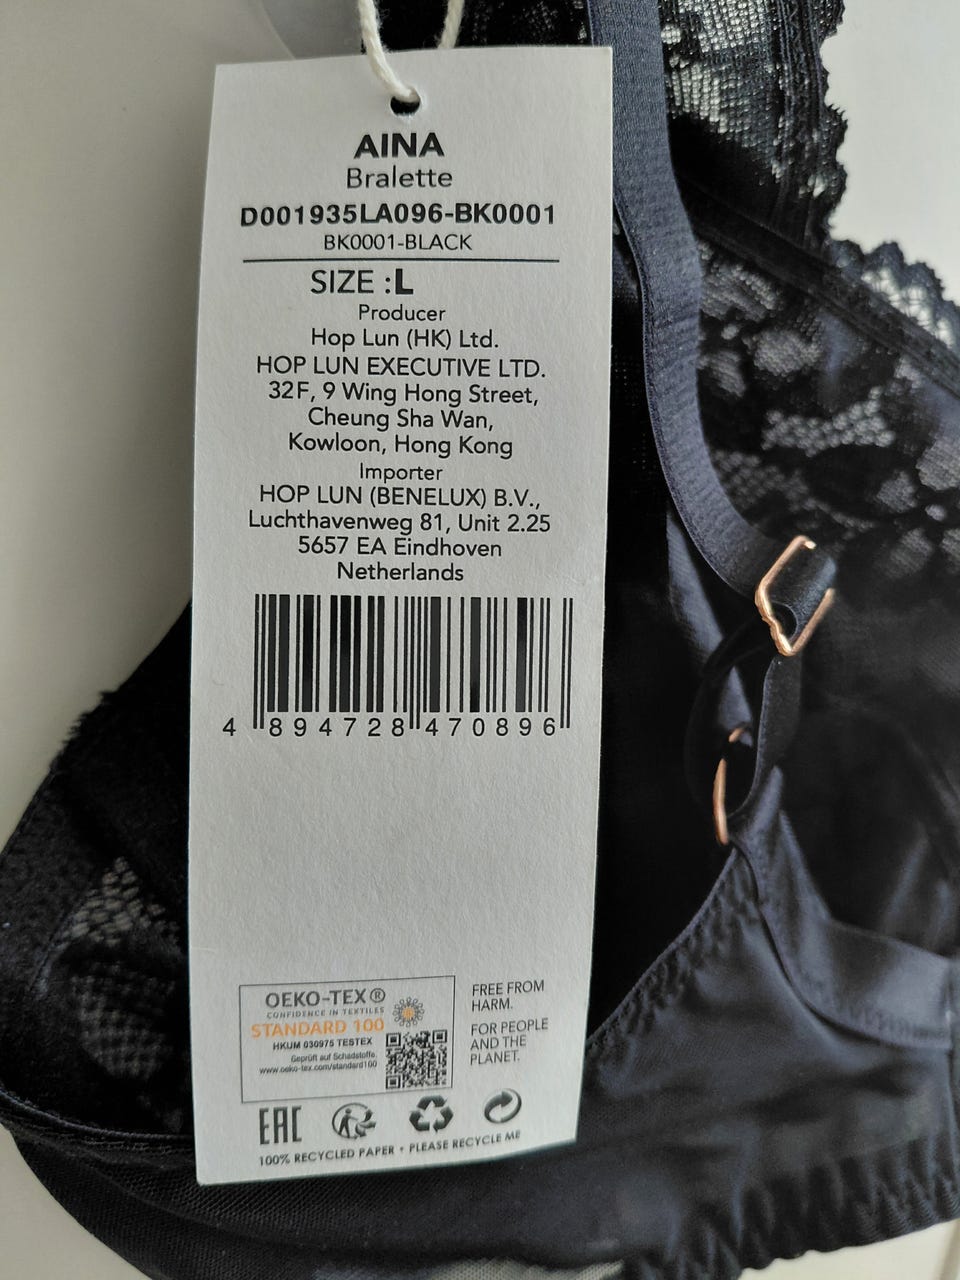 AINA
Bralette
D001935LA096-BK0001
BK0001-BLACK
SIZE :L
Producer
Hop Lun (HK) Ltd.
HOP LUN EXECUTIVE LTD.
32F, 9 Wing Hong Street,
Cheung Sha Wan,
Kowloon, Hong Kong
Importer
HOP LUN (BENELUX) B.V.,
Luchthavenweg 81, Unit 2.25
5657 EA Eindhoven
Netherlands
4 894728 470896
OEKO-TEX®
CONFIDENCE IN TEXTILES
STANDARD 100
HKUM 030975 TESTEX
Geprüft auf Schadstoffe.
www.oeko-tex.com/standard100
FREE FROM
HARM.
FOR PEOPLE
AND THE
PLANET.
EAC
100% RECYCLED PAPER • PLEASE RECYCLE ME